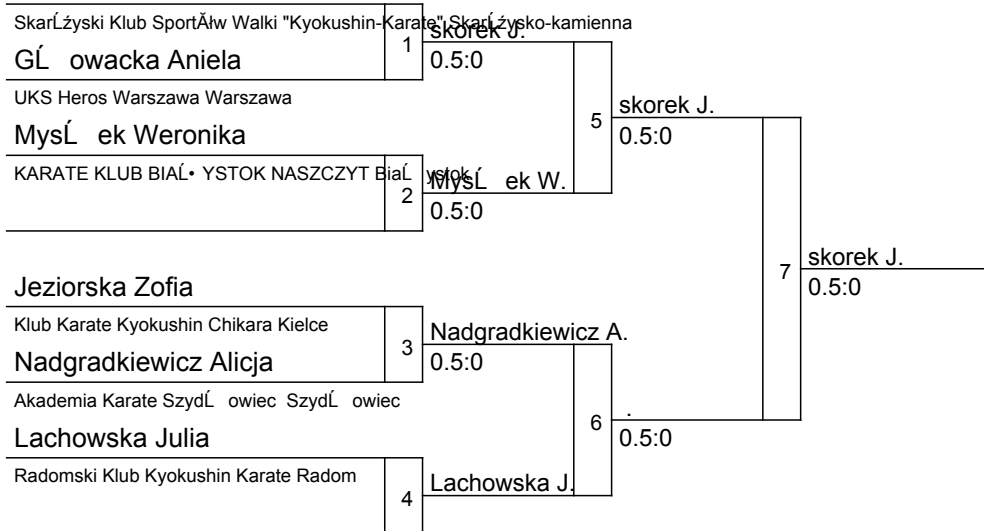 SkarĹźyski Klub SportĂłw Walki "Kyokushin-Karate" SkarĹźysko-kamienna
1
skorek J.
0.5:0
GĹ owacka Aniela
UKS Heros Warszawa Warszawa
5
skorek J.
0.5:0
MysĹ ek Weronika
KARATE KLUB BIAĹ• YSTOK NASZCZYT BiaĹ ystok
2
MysĹ ek W.
0.5:0
7
skorek J.
0.5:0
Jeziorska Zofia
Klub Karate Kyokushin Chikara Kielce
3
Nadgradkiewicz A.
0.5:0
Nadgradkiewicz Alicja
Akademia Karate SzydĹ owiec SzydĹ owiec
6
.
0.5:0
Lachowska Julia
Radomski Klub Kyokushin Karate Radom
4
Lachowska J.